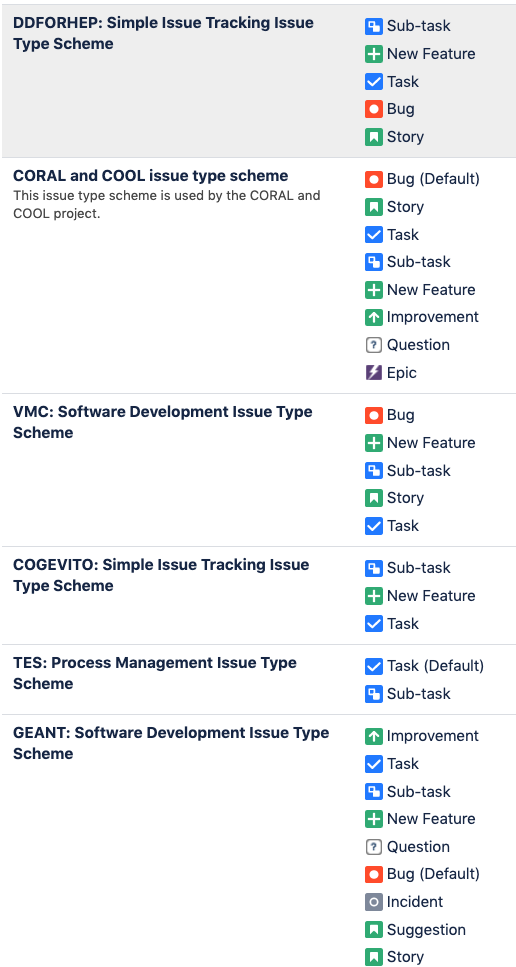 DDFORHEP: Simple Issue Tracking Issue
Type Scheme
Sub-task
New Feature
Task
Bug
Story
CORAL and COOL issue type scheme
This issue type scheme is used by the CORAL and
COOL project.
Bug (Default)
Story
Task
Sub-task
New Feature
Improvement
Question
Epic
VMC: Software Development Issue Type
Scheme
Bug
New Feature
Sub-task
Story
Task
COGEVITO: Simple Issue Tracking Issue
Type Scheme
Sub-task
New Feature
Task
TES: Process Management Issue Type
Scheme
Task (Default)
Sub-task
GEANT: Software Development Issue Type
Scheme
Improvement
Task
Sub-task
New Feature
Question
Bug (Default)
Incident
Suggestion
Story